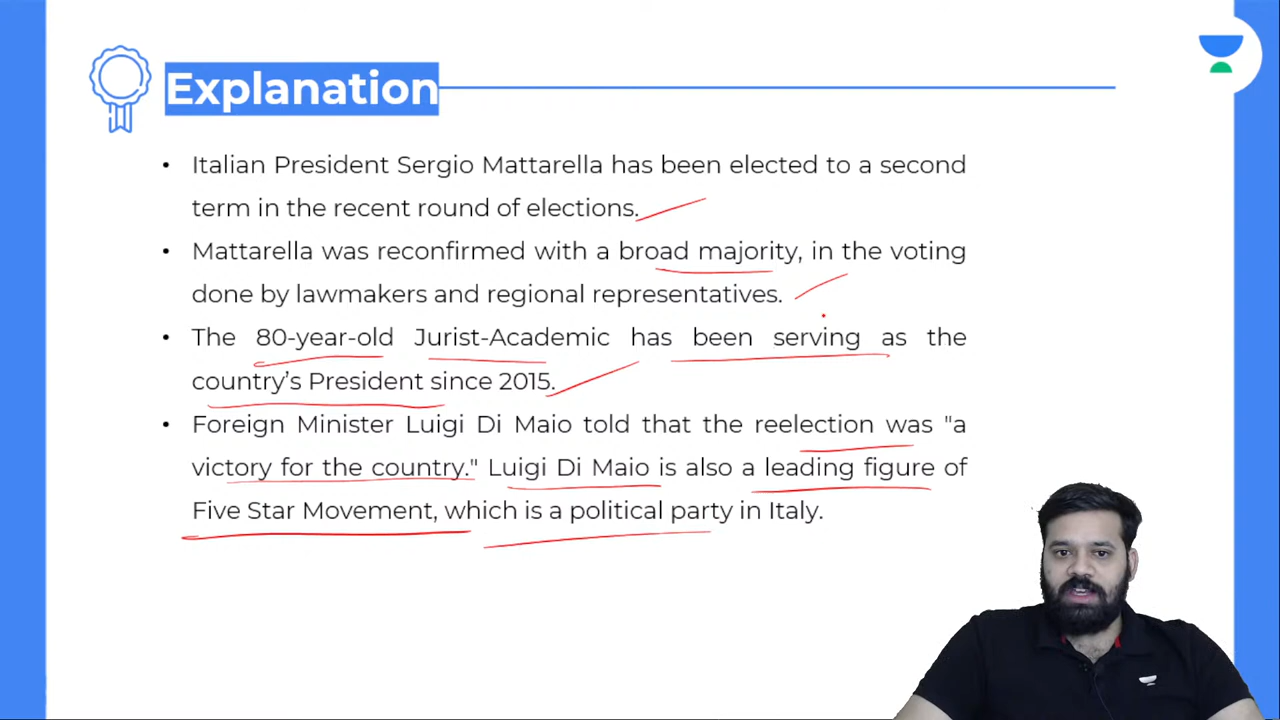 Explanation
• Italian President Sergio Mattarella has been elected to a second
term in the recent round of elections.
• Mattarella was reconfirmed with a broad majority, in the voting
done by lawmakers and regional representatives.
• The 80-year-old Jurist-Academic has been serving as the
country's President since 2015.
• Foreign Minister Luigi Di Maio told that the reelection was "a
victory for the country." Luigi Di Maio is also a leading figure of
Five Star Movement, which is a political party in Italy.